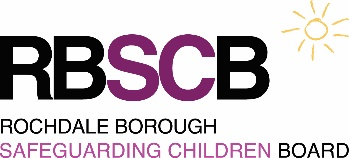 RBSCB
ROCHDALE BOROUGH
SAFEGUARDING CHILDREN BOARD